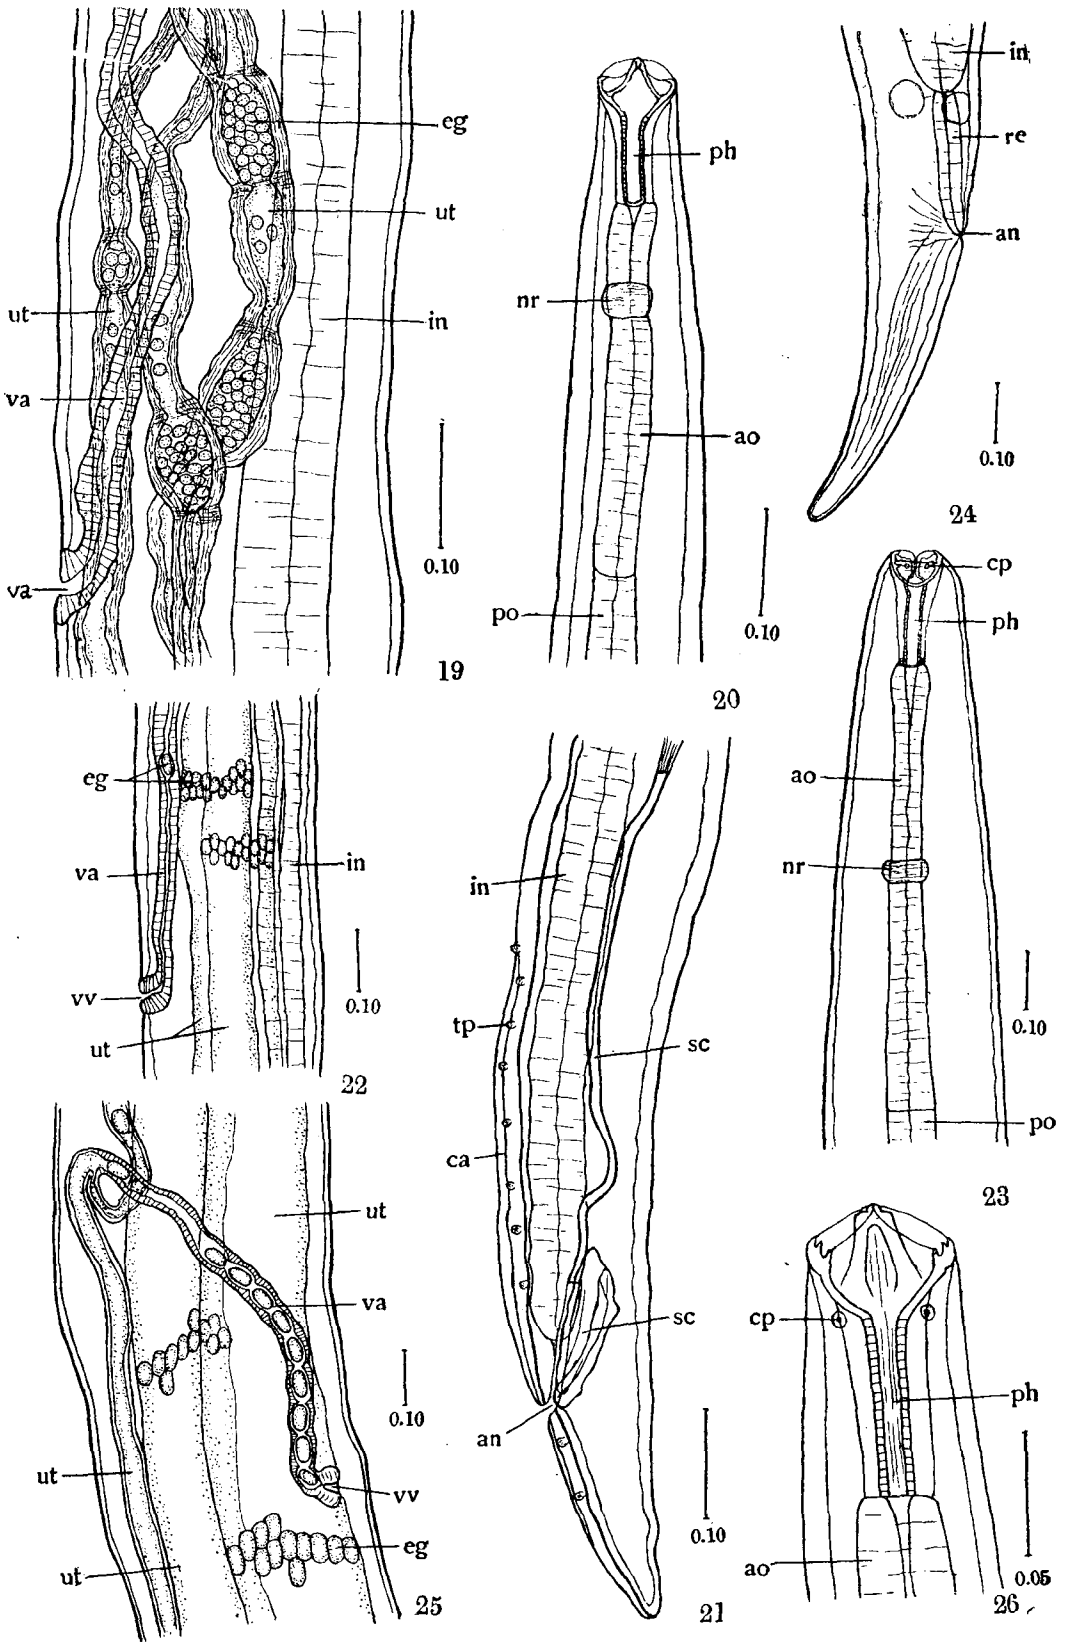 eg
ut
ut
in
va
0.10
va
19
ph
nr
ao
po
0.10
20
in
re
an
0.10
24
cp
ph
ao
nr
0.10
po
23
eg
va
in
vv
0.10
ut
22
in
tp
sc
ca
sc
an
0.10
21
ut
va
0.10
ut
vv
eg
ut
25
cp
ph
ao
0.05
26